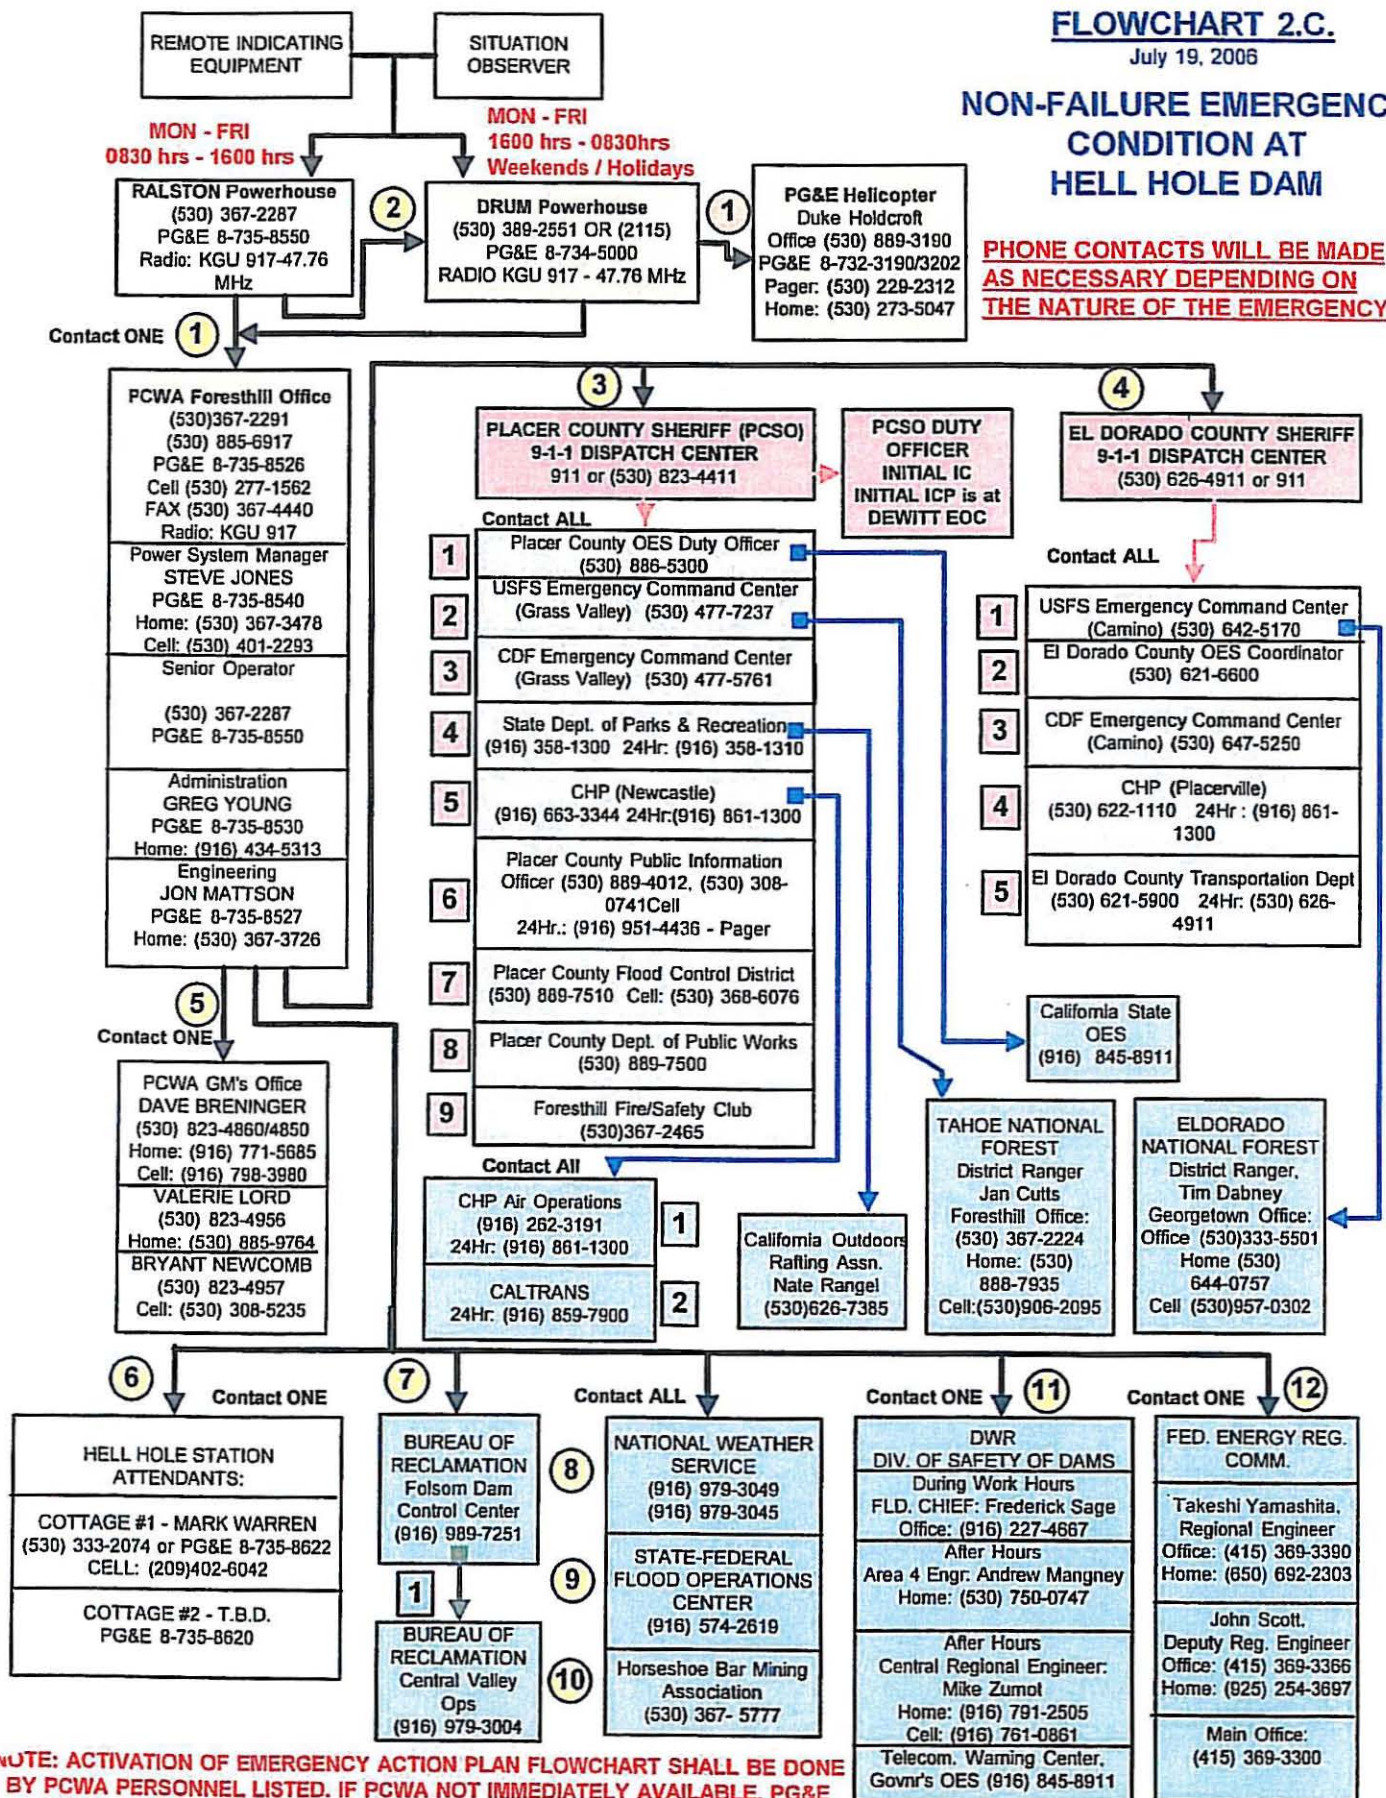 FLOWCHART 2.C.
July 19, 2006
NON-FAILURE EMERGENC
CONDITION AT
HELL HOLE DAM
PHONE CONTACTS WILL BE MADE
AS NECESSARY DEPENDING ON
THE NATURE OF THE EMERGENCY
REMOTE INDICATING
EQUIPMENT
SITUATION
OBSERVER
MON - FRI
0830 hrs - 1600 hrs
MON - FRI
1600 hrs - 0830hrs
Weekends / Holidays
RALSTON Powerhouse
(530) 367-2287
PG&E 8-735-8550
Radio: KGU 917-47.76
MHz
2
DRUM Powerhouse
(530) 389-2551 OR (2115)
PG&E 8-734-5000
RADIO KGU 917 - 47.76 MHz
1
PG&E Helicopter
Duke Holdcroft
Office (530) 889-3190
PG&E 8-732-3190/3202
Pager: (530) 229-2312
Home: (530) 273-5047
Contact ONE
1
PCWA Foresthill Office
(530)367-2291
(530) 885-6917
PG&E 8-735-8526
Cell (530) 277-1562
FAX (530) 367-4440
Radio: KGU 917
Power System Manager
STEVE JONES
PG&E 8-735-8540
Home: (530) 367-3478
Cell: (530) 401-2293
Senior Operator
(530) 367-2287
PG&E 8-735-8550
Administration
GREG YOUNG
PG&E 8-735-8530
Home: (916) 434-5313
Engineering
JON MATTSON
PG&E 8-735-8527
Home: (530) 367-3726
3
PLACER COUNTY SHERIFF (PCSO)
9-1-1 DISPATCH CENTER
911 or (530) 823-4411
PCSO DUTY
OFFICER
INITIAL IC
INITIAL ICP is at
DEWITT EOC
4
EL DORADO COUNTY SHERIFF
9-1-1 DISPATCH CENTER
(530) 626-4911 or 911
Contact ALL
1
Placer County OES Duty Officer
(530) 886-5300
2
USFS Emergency Command Center
(Grass Valley) (530) 477-7237
3
CDF Emergency Command Center
(Grass Valley) (530) 477-5761
4
State Dept. of Parks & Recreation
(916) 358-1300 24Hr: (916) 358-1310
5
CHP (Newcastle)
(916) 663-3344 24Hr:(916) 861-1300
6
Placer County Public Information
Officer (530) 889-4012, (530) 308-
0741Cell
24Hr.: (916) 951-4436 - Pager
7
Placer County Flood Control District
(530) 889-7510 Cell: (530) 368-6076
8
Placer County Dept. of Public Works
(530) 889-7500
9
Foresthill Fire/Safety Club
(530)367-2465
Contact ALL
1
USFS Emergency Command Center
(Camino) (530) 642-5170
2
El Dorado County OES Coordinator
(530) 621-6600
3
CDF Emergency Command Center
(Camino) (530) 647-5250
4
CHP (Placerville)
(530) 622-1110 24Hr : (916) 861-
1300
5
El Dorado County Transportation Dept
(530) 621-5900 24Hr: (530) 626-
4911
5
Contact ONE
PCWA GM's Office
DAVE BRENINGER
(530) 823-4860/4850
Home: (916) 771-5685
Cell: (916) 798-3980
VALERIE LORD
(530) 823-4956
Home: (530) 885-9764
BRYANT NEWCOMB
(530) 823-4957
Cell: (530) 308-5235
Contact All
CHP Air Operations
(916) 262-3191
24Hr: (916) 861-1300
1
CALTRANS
24Hr: (916) 859-7900
2
California Outdoors
Rafting Assn.
Nate Rangel
(530)626-7385
California State
OES
(916) 845-8911
TAHOE NATIONAL
FOREST
District Ranger
Jan Cutts
Foresthill Office:
(530) 367-2224
Home: (530)
888-7935
Cell:(530)906-2095
ELDORADO
NATIONAL FOREST
District Ranger,
Tim Dabney
Georgetown Office:
Office (530)333-5501
Home (530)
644-0757
Cell (530)957-0302
6
Contact ONE
HELL HOLE STATION
ATTENDANTS:
COTTAGE #1 - MARK WARREN
(530) 333-2074 or PG&E 8-735-8622
CELL: (209)402-6042
COTTAGE #2 - T.B.D.
PG&E 8-735-8620
7
BUREAU OF
RECLAMATION
Folsom Dam
Control Center
(916) 989-7251
1
BUREAU OF
RECLAMATION
Central Valley
Ops
(916) 979-3004
Contact ALL
8
NATIONAL WEATHER
SERVICE
(916) 979-3049
(916) 979-3045
9
STATE-FEDERAL
FLOOD OPERATIONS
CENTER
(916) 574-2619
10
Horseshoe Bar Mining
Association
(530) 367- 5777
Contact ONE
11
DWR
DIV. OF SAFETY OF DAMS
During Work Hours
FLD. CHIEF: Frederick Sage
Office: (916) 227-4667
After Hours
Area 4 Engr. Andrew Mangney
Home: (530) 750-0747
After Hours
Central Regional Engineer:
Mike Zumot
Home: (916) 791-2505
Cell: (916) 761-0861
Telecom. Warning Center,
Govnr's OES (916) 845-8911
Contact ONE
12
FED. ENERGY REG.
COMM.
Takeshi Yamashita,
Regional Engineer
Office: (415) 369-3390
Home: (650) 692-2303
John Scott,
Deputy Reg. Engineer
Office: (415) 369-3366
Home: (925) 254-3697
Main Office:
(415) 369-3300
NOTE: ACTIVATION OF EMERGENCY ACTION PLAN FLOWCHART SHALL BE DONE
BY PCWA PERSONNEL LISTED. IF PCWA NOT IMMEDIATELY AVAILABLE, PG&E